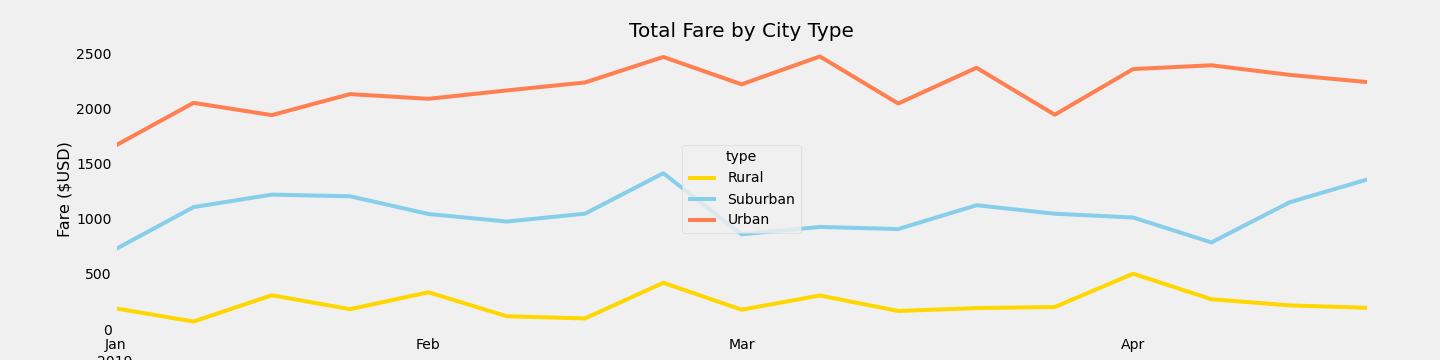 Total Fare by City Type
Fare ($USD)
2500
2000
1500
1000
500
0
type
Rural
Suburban
Urban
Jan
Feb
Mar
Apr
2019